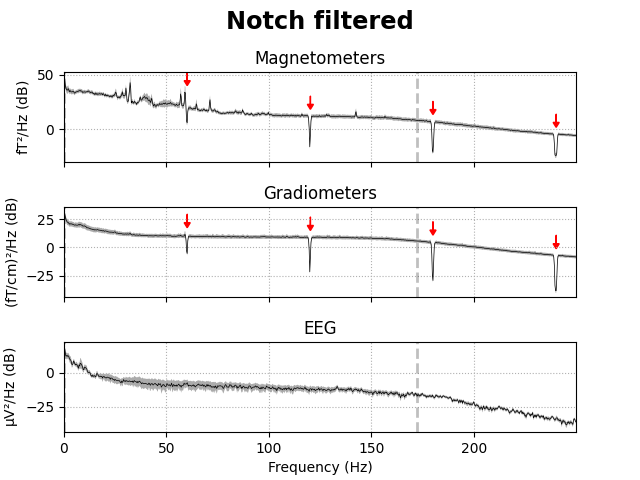 Notch filtered
Magnetometers
fT²/Hz (dB)
50
0
Gradiometers
(fT/cm)²/Hz (dB)
25
0
−25
EEG
µV²/Hz (dB)
0
−25
0 50 100 150 200
Frequency (Hz)